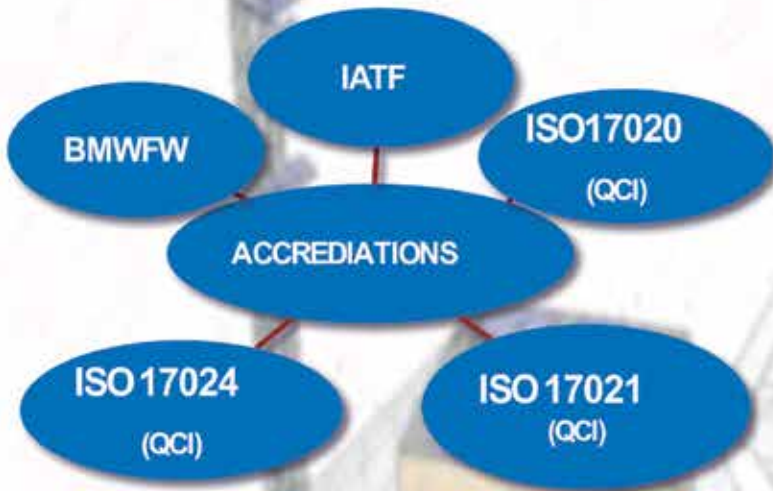 IATF
BMWFW
ISO17020
(QCI)
ACCREDIATIONS
ISO 17024
(QCI)
ISO 17021
(QCI)